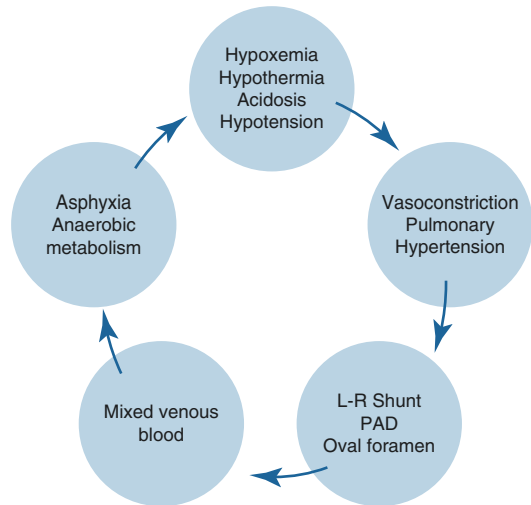 Hypoxemia
Hypothermia
Acidosis
Hypotension
Vasoconstriction
Pulmonary
Hypertension
L-R Shunt
PAD
Oval foramen
Mixed venous
blood
Asphyxia
Anaerobic
metabolism